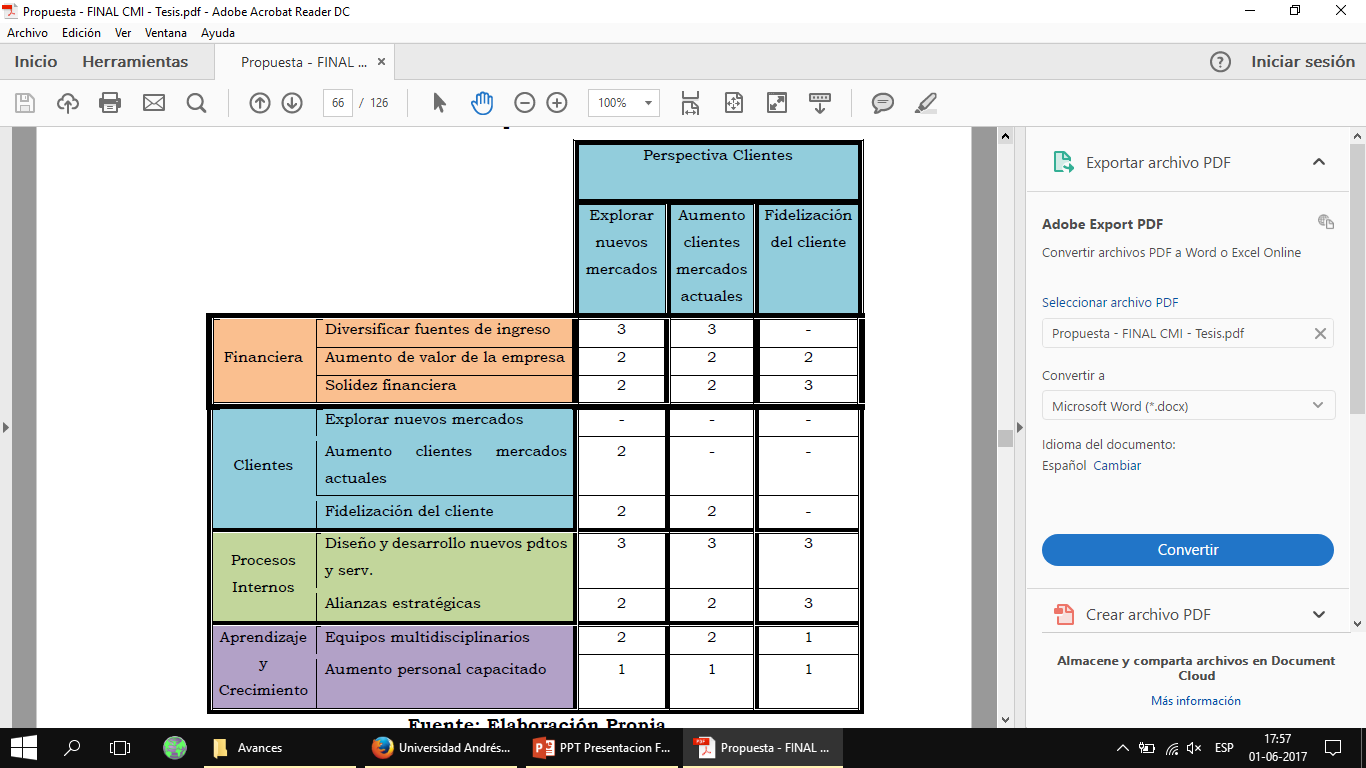 Propuesta - FINAL CMI - Tesis.pdf - Adobe Acrobat Reader DC
Archivo Edición Ver Ventana Ayuda
Inicio Herramientas Propuesta - FINAL ... × Iniciar sesión
66 / 126 100%
Perspectiva Clientes
Explorar nuevos mercados
Aumento clientes mercados actuales
Fidelización del cliente
Financiera
Diversificar fuentes de ingreso 3 3 -
Aumento de valor de la empresa 2 2 2
Solidez financiera 2 2 3
Clientes
Explorar nuevos mercados - - -
Aumento clientes mercados actuales 2 - -
Fidelización del cliente 2 2 -
Procesos Internos
Diseño y desarrollo nuevos pdtos y serv. 3 3 3
Alianzas estratégicas 2 2 3
Aprendizaje y Crecimiento
Equipos multidisciplinarios 2 2 1
Aumento personal capacitado 1 1 1
Fuente: Elaboración Propia
Exportar archivo PDF
Adobe Export PDF
Convertir archivos PDF a Word o Excel Online
Seleccionar archivo PDF
Propuesta - FINAL CMI - Tesis.pdf
Convertir a
Microsoft Word (*.docx)
Idioma del documento:
Español Cambiar
Convertir
Crear archivo PDF
Almacene y comparta archivos en Document
Cloud
Más información
Avances
Universidad Andrés...
PPT Presentacion F...
Propuesta - FINAL ...
ESP
17:57
01-06-2017